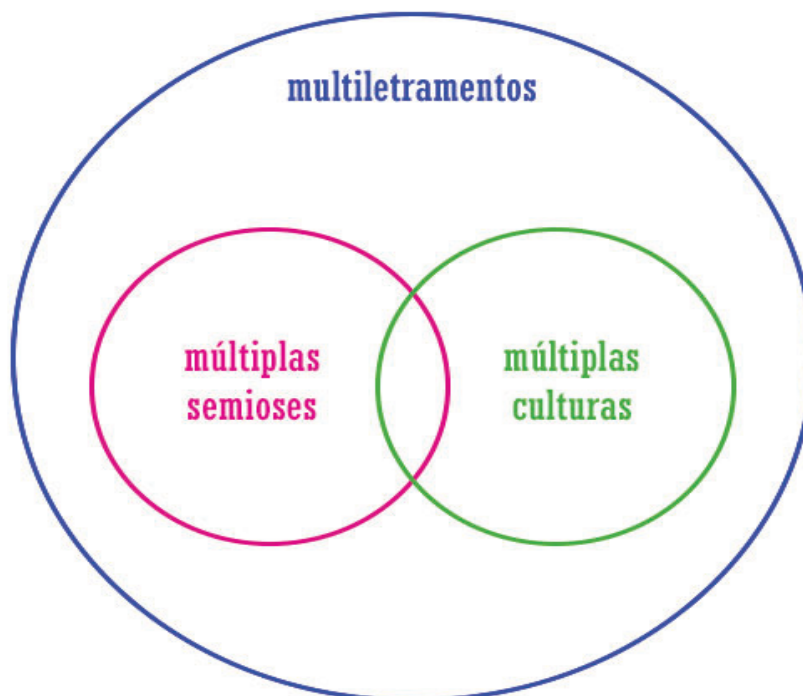 multiletramentos
múltiplas
semioses
múltiplas
culturas